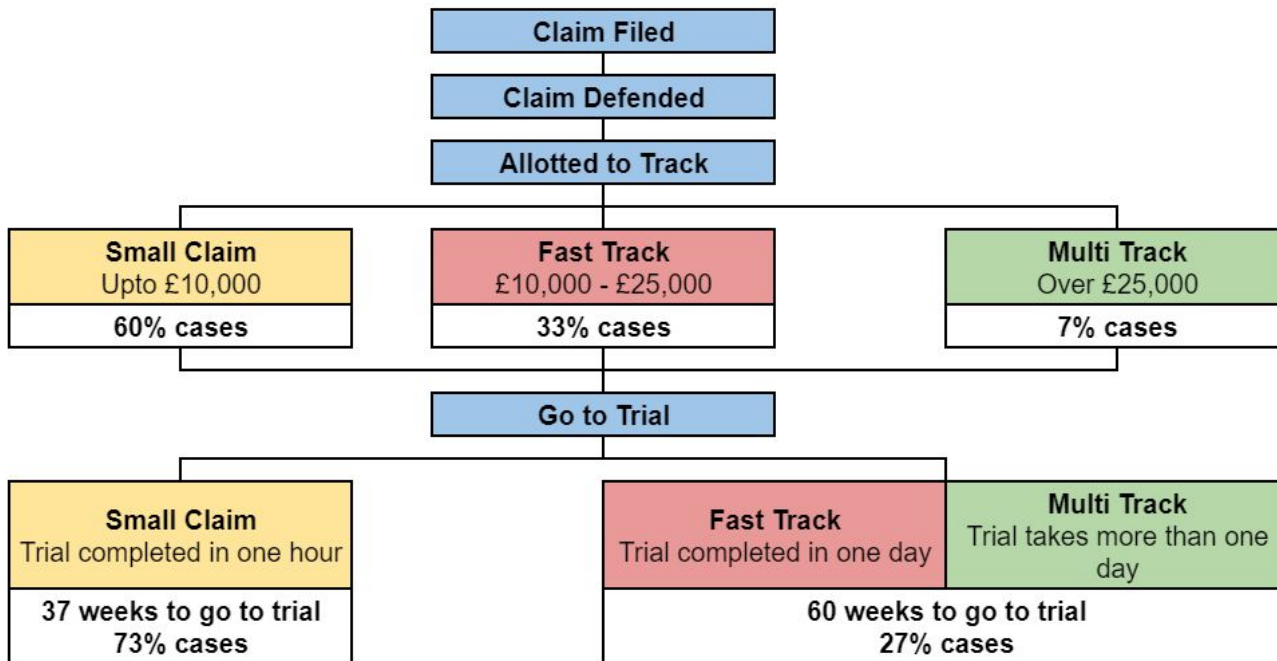 Claim Filed
Claim Defended
Allotted to Track
Small Claim
Upto £10,000
60% cases
Fast Track
£10,000 - £25,000
33% cases
Multi Track
Over £25,000
7% cases
Go to Trial
Small Claim
Trial completed in one hour
37 weeks to go to trial
73% cases
Fast Track
Trial completed in one day
Multi Track
Trial takes more than one
day
60 weeks to go to trial
27% cases